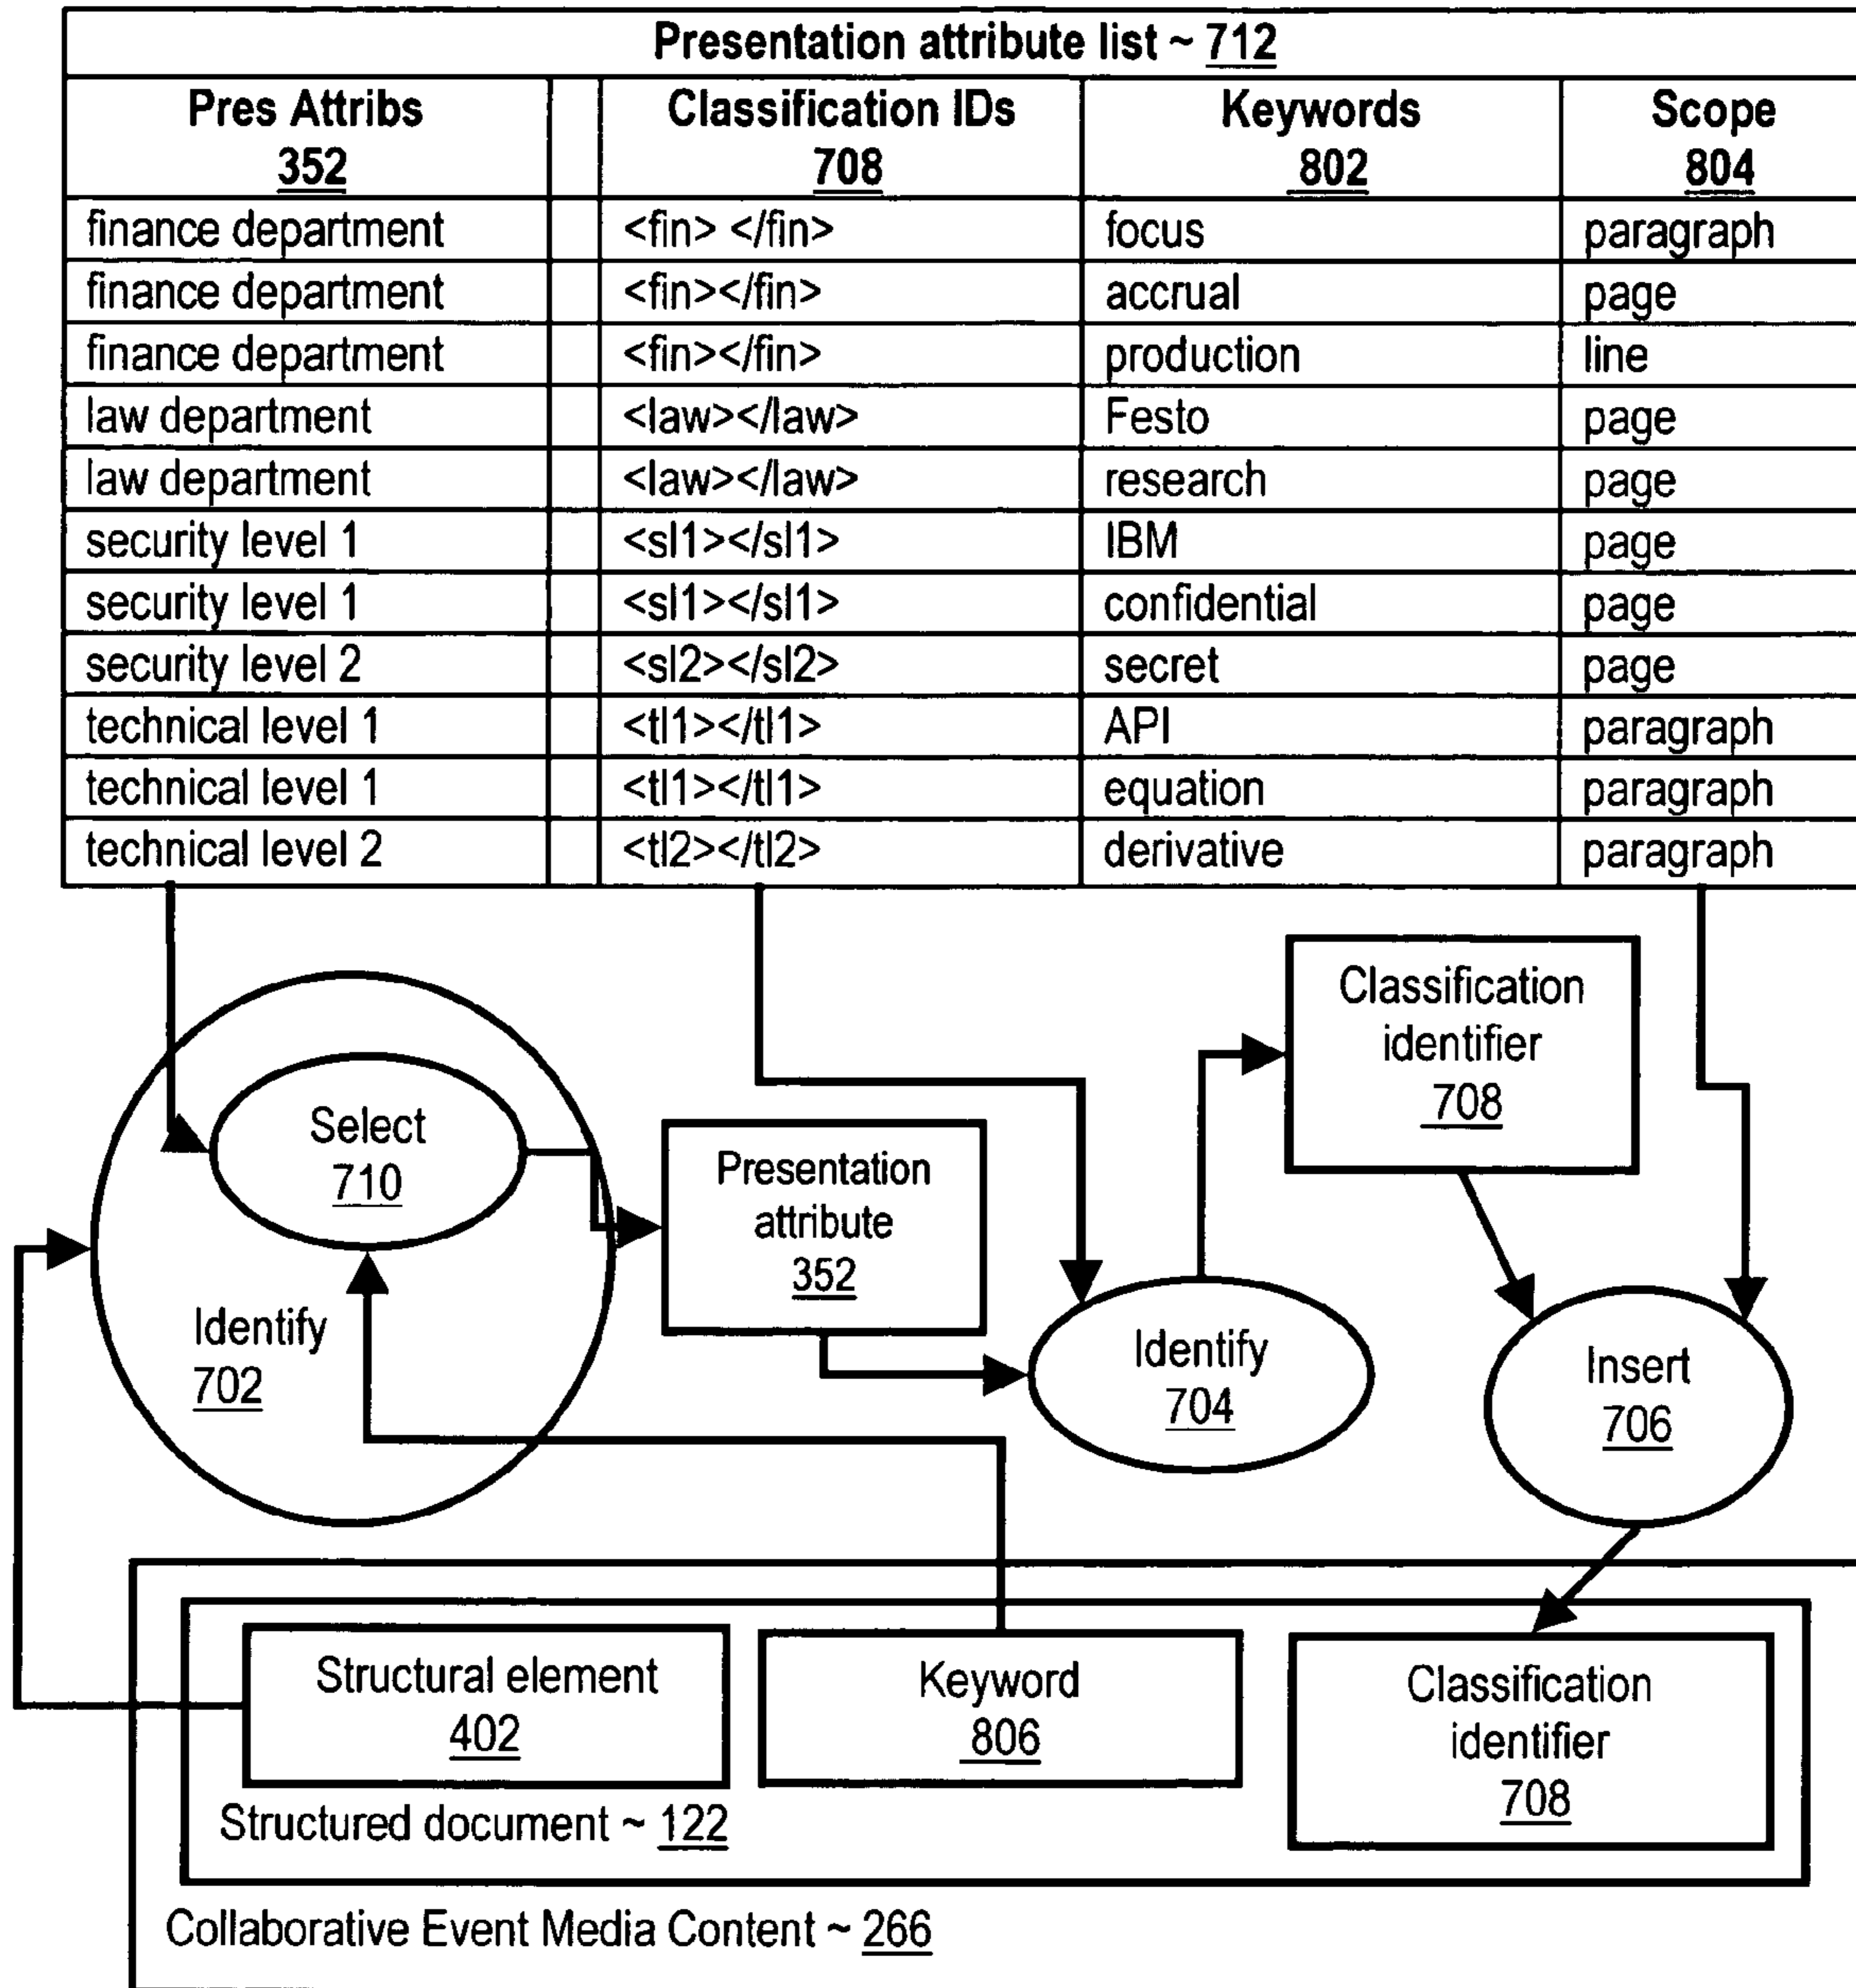 Presentation attribute list ~ 712
Pres Attribs Classification IDs Keywords Scope
352 708 802 804
finance department <fin> </fin> focus paragraph
finance department <fin></fin> accrual page
finance department <fin></fin> production line
law department <law></law> Festo page
law department <law></law> research page
security level 1 <sl1></sl1> IBM page
security level 1 <sl1></sl1> confidential page
security level 2 <sl2></sl2> secret page
technical level 1 <tl1></tl1> API paragraph
technical level 1 <tl1></tl1> equation paragraph
technical level 2 <tl2></tl2> derivative paragraph
Classification
identifier
708
Select
710
Presentation
attribute
352
Identify
702
Identify
704
Insert
706
Structural element
402
Keyword
806
Classification
identifier
708
Structured document ~ 122
Collaborative Event Media Content ~ 266